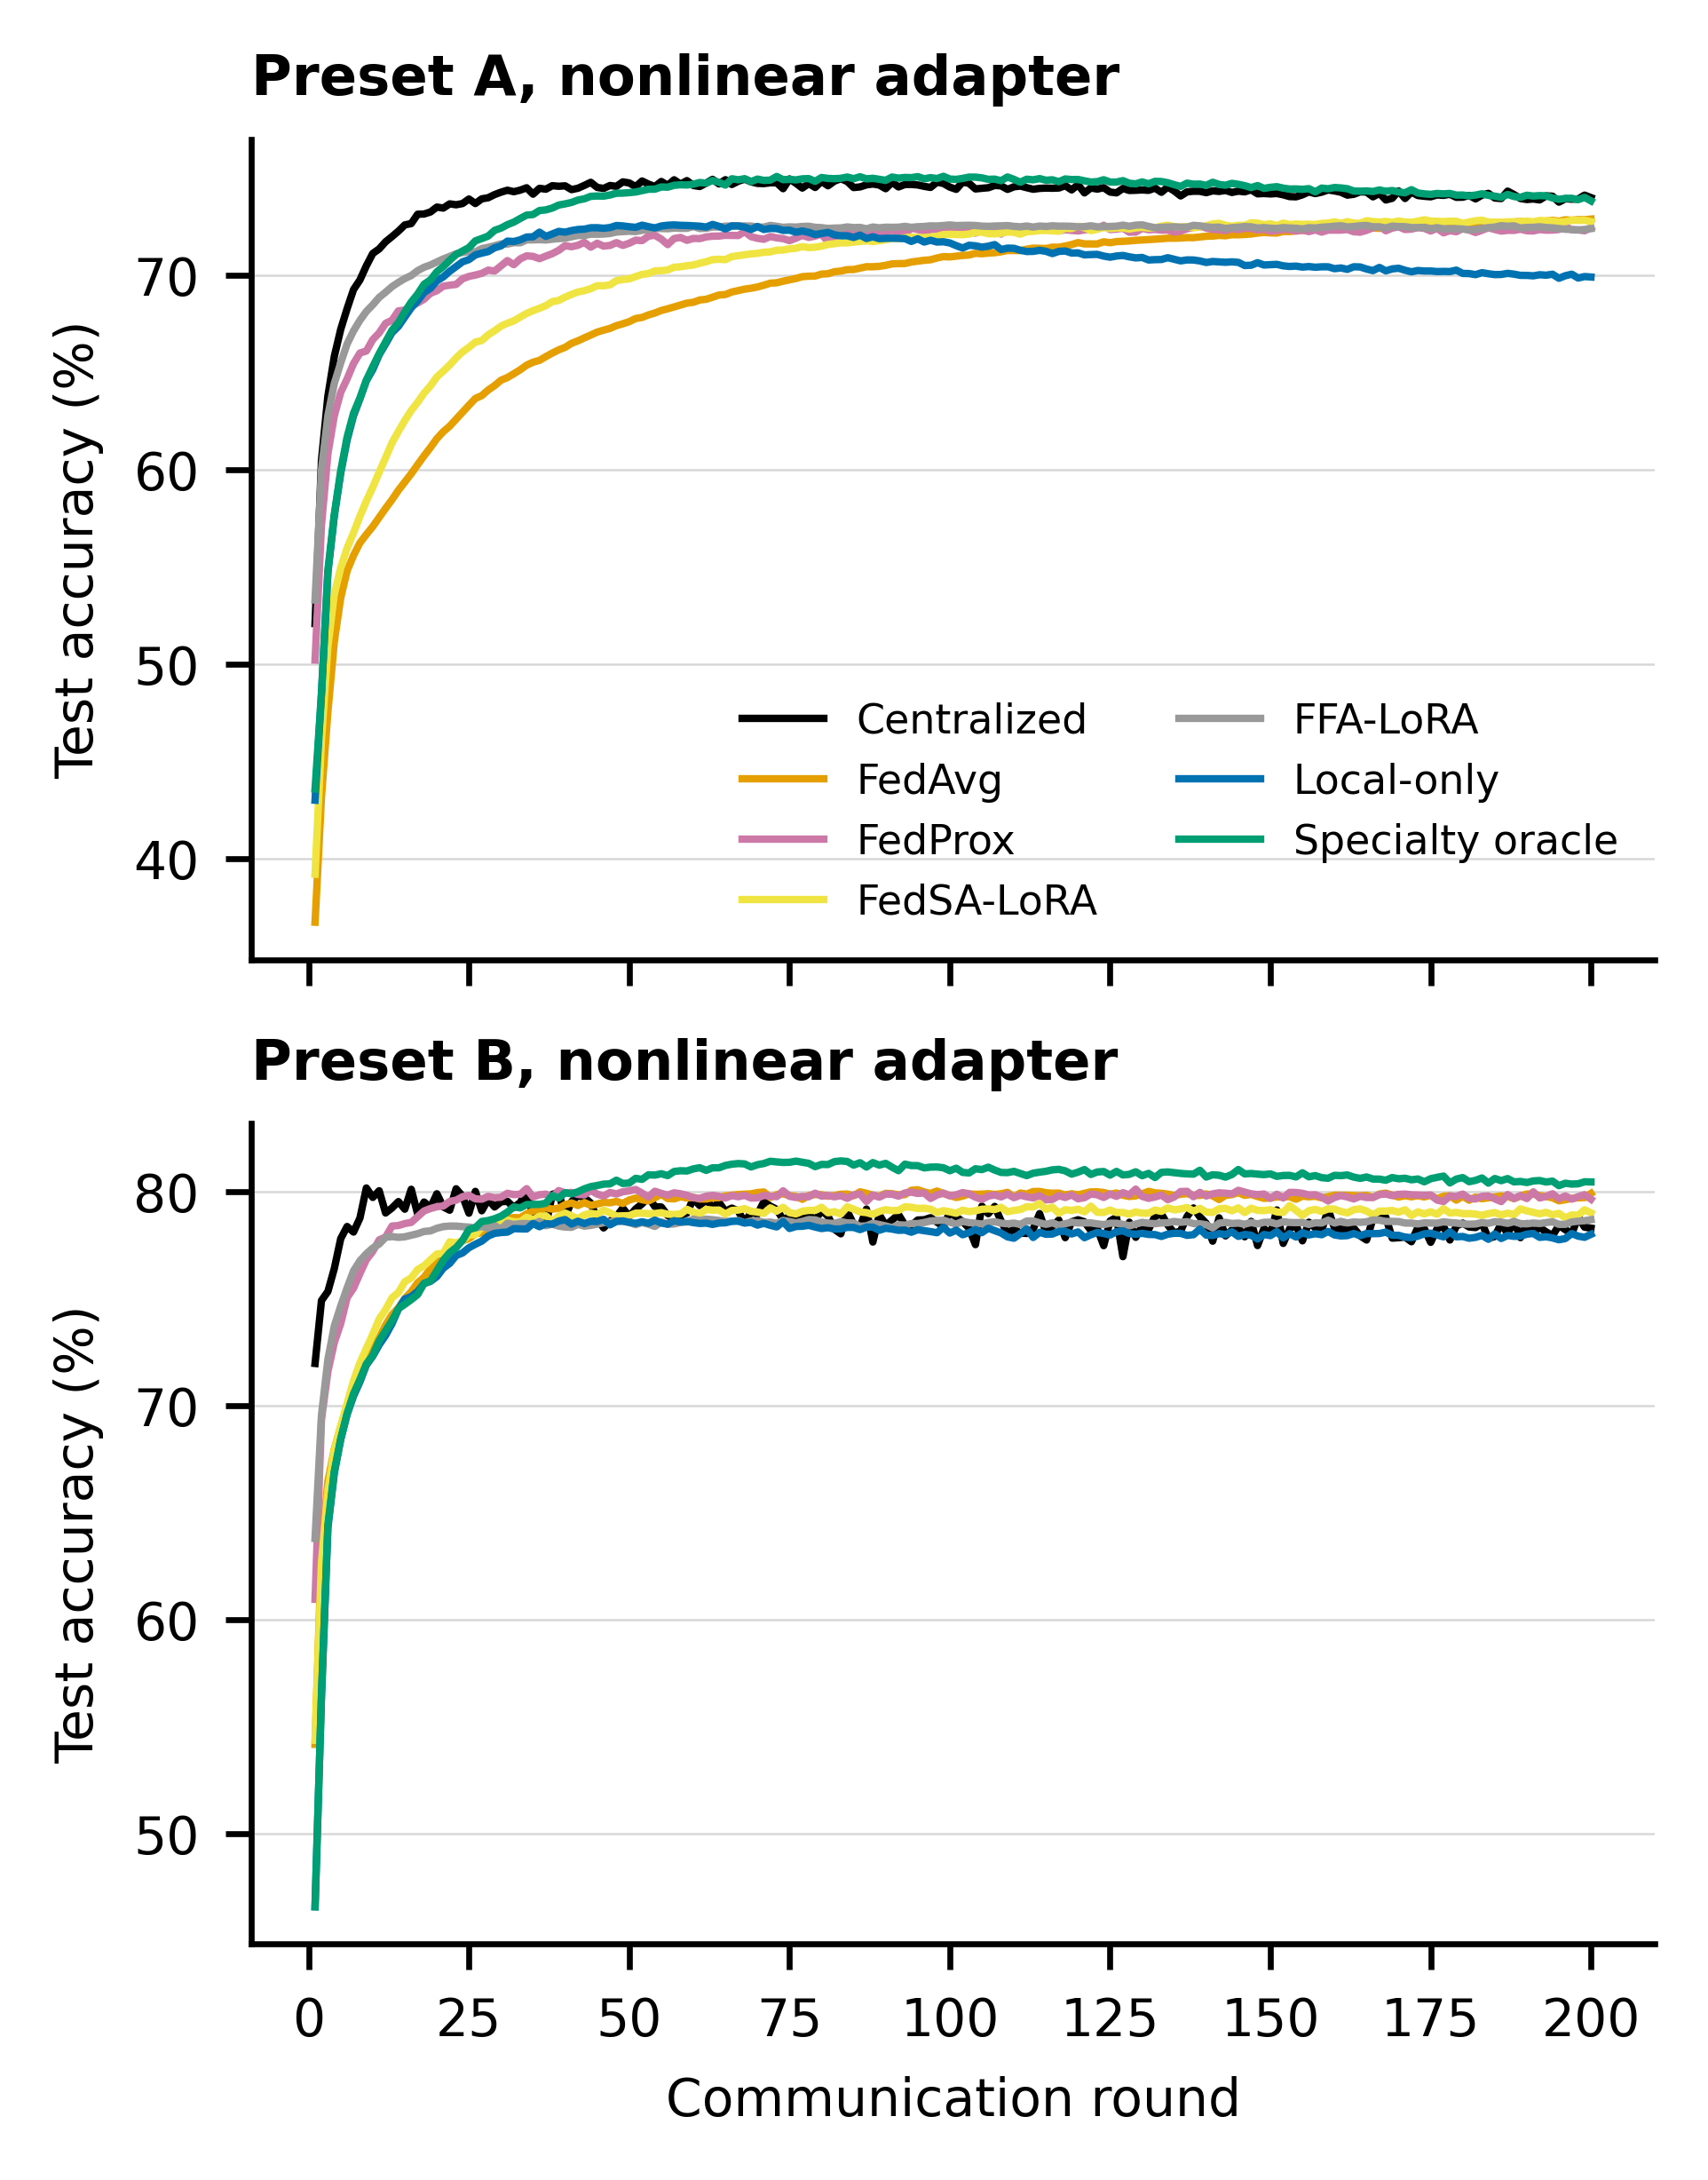 Preset A, nonlinear adapter
Test accuracy (%)
70
60
50
40
Centralized
FedAvg
FedProx
FedSA-LoRA
FFA-LoRA
Local-only
Specialty oracle
Preset B, nonlinear adapter
Test accuracy (%)
80
70
60
50
0 25 50 75 100 125 150 175 200
Communication round